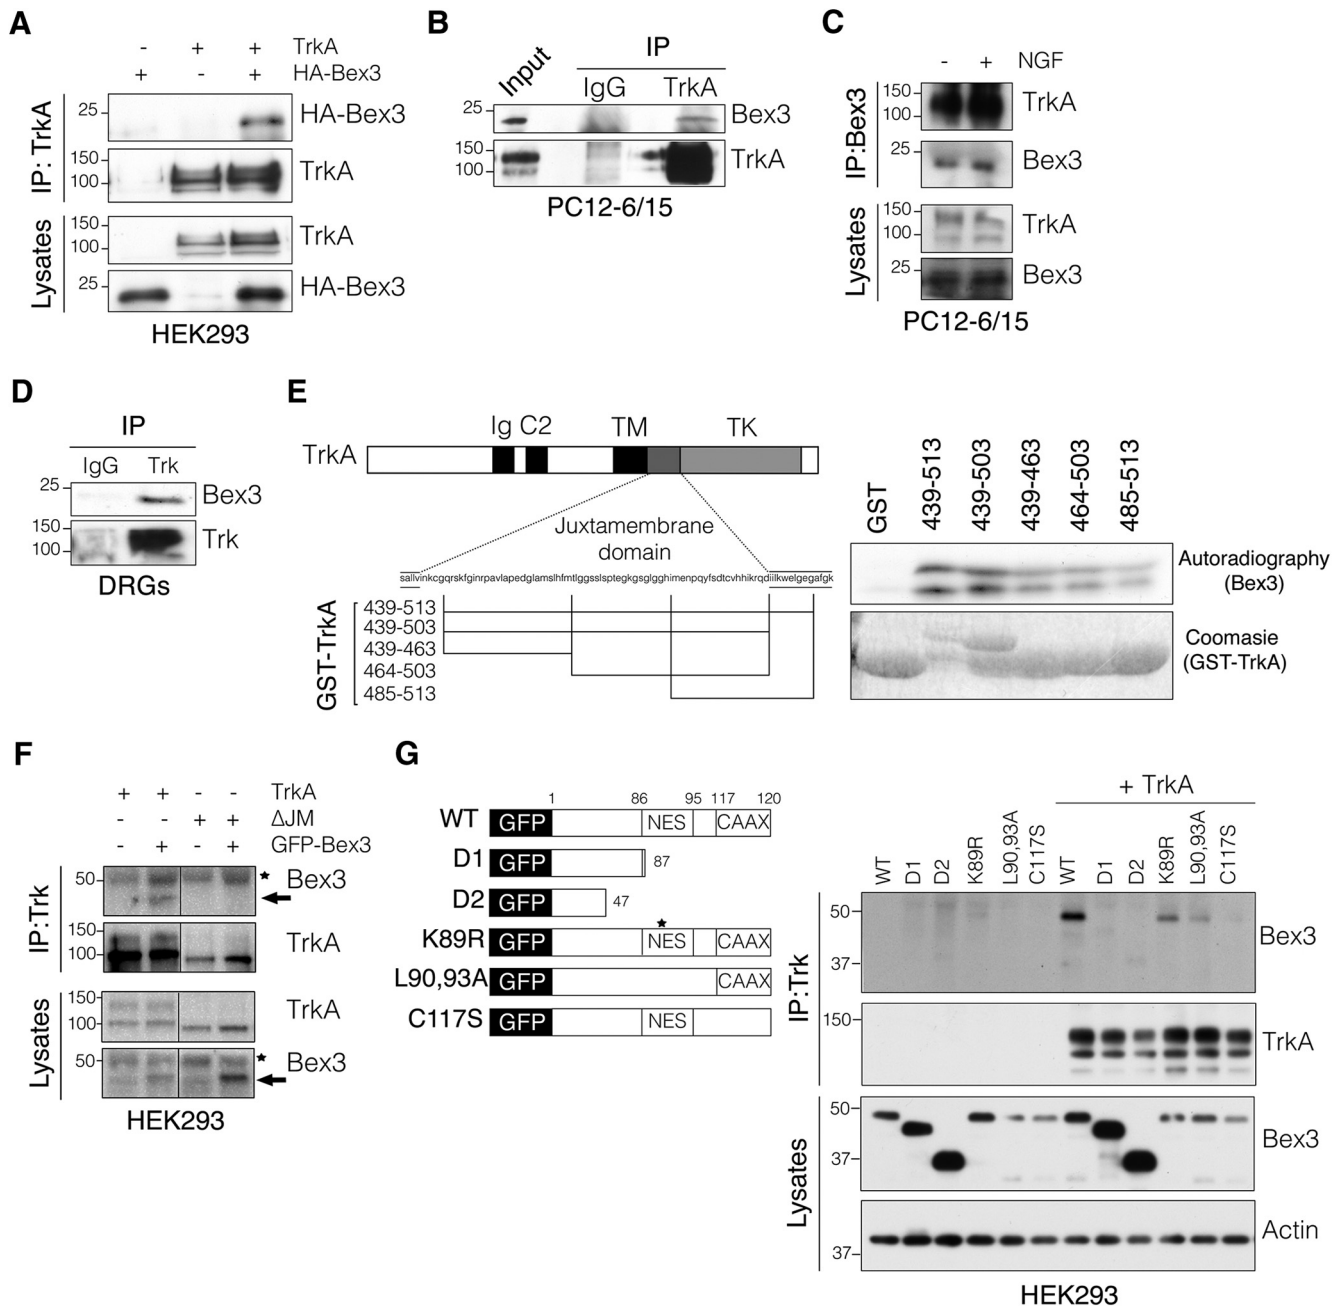 A
- + + TrkA
+ - + HA-Bex3
IP: TrkA
25 HA-Bex3
150
100 TrkA
Lysates
150
100 TrkA
25 HA-Bex3
HEK293
B
Input IP
IgG TrkA
25 Bex3
150
100 TrkA
PC12-6/15
C
- + NGF
IP:Bex3
150
100 TrkA
25 Bex3
Lysates
150
100 TrkA
25 Bex3
PC12-6/15
D
IP
IgG Trk
25 Bex3
150
100 Trk
DRGs
E
Ig C2 TM TK
TrkA
Juxtamembrane
domain
sallvinkcgqrskfginrpavlapedglamslhfmtlggsslsptegkgsglgghimenpqyfsdtcvhhikrqdiilkwelgegafgk
GST-TrkA
439-513
439-503
439-463
464-503
485-513
GST 439-513 439-503 439-463 464-503 485-513
Autoradiography
(Bex3)
Coomasie
(GST-TrkA)
F
+ + - - TrkA
- - + + ΔJM
- + - + GFP-Bex3
IP:Trk
50 ★ Bex3
150
100 TrkA
Lysates
150
100 TrkA
50 ★ Bex3
HEK293
G
1 86 95 117 120
WT GFP NES CAAX
D1 GFP 87
D2 GFP 47
★
K89R GFP NES CAAX
L90,93A GFP CAAX
C117S GFP NES
+ TrkA
WT D1 D2 K89R L90,93A C117S WT D1 D2 K89R L90,93A C117S
IP:Trk
50 Bex3
37
150 TrkA
Lysates
50 Bex3
37
Actin
37
HEK293